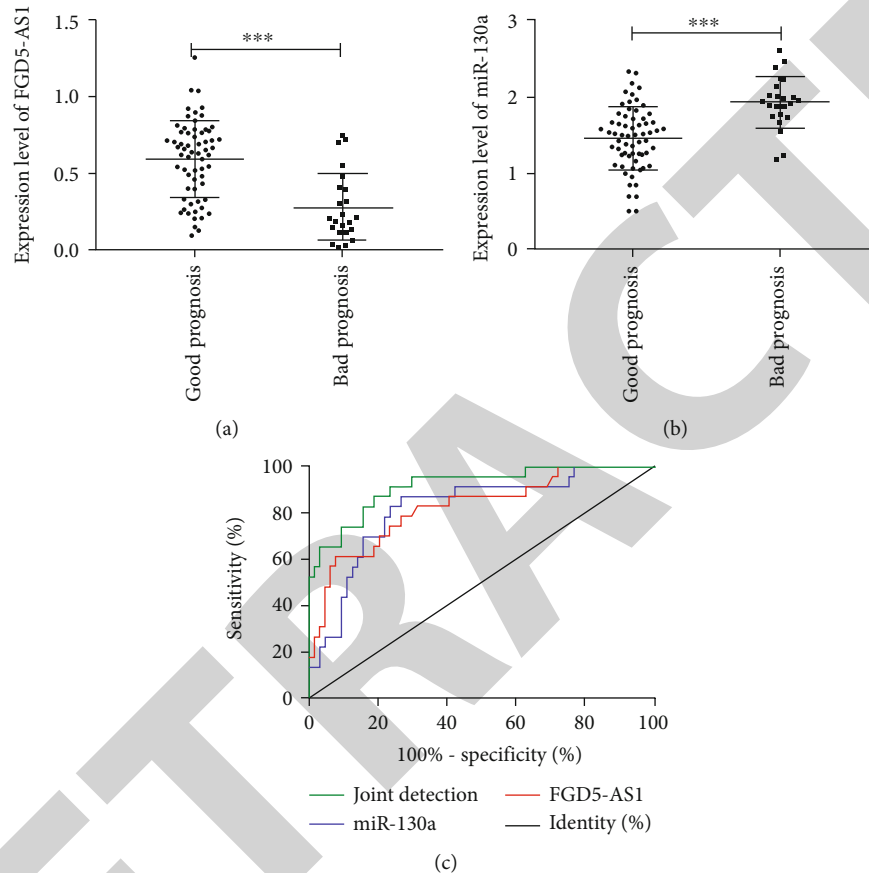 Expression level of FGD5-AS1
1.5
1.0
0.5
0.0
***
Good prognosis
Bad prognosis
(a)
Expression level of miR-130a
3
2
1
0
***
Good prognosis
Bad prognosis
(b)
Sensitivity (%)
100
80
60
40
20
0
0 20 40 60 80 100
100% - specificity (%)
Joint detection
miR-130a
FGD5-AS1
Identity (%)
(c)